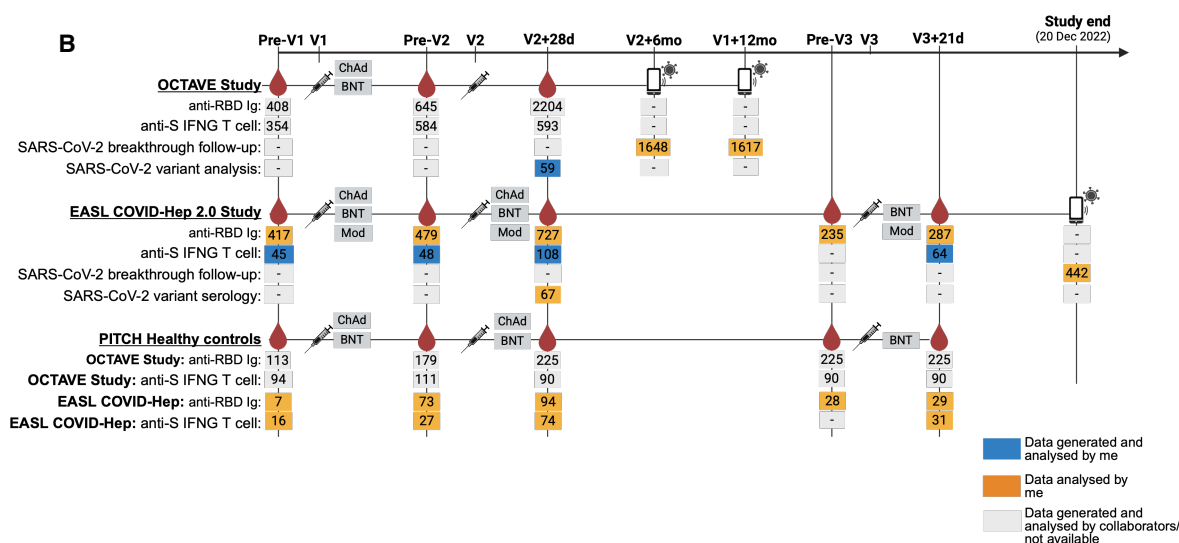 B
Study end
(20 Dec 2022)
Pre-V1 V1 Pre-V2 V2 V2+28d V2+6mo V1+12mo Pre-V3 V3 V3+21d
ChAd
OCTAVE Study BNT
anti-RBD Ig: 408 645 2204 - -
anti-S IFNG T cell: 354 584 593 - -
SARS-CoV-2 breakthrough follow-up: - - - 1648 1617
SARS-CoV-2 variant analysis: - - 59 - -
ChAd ChAd
EASL COVID-Hep 2.0 Study BNT BNT BNT
anti-RBD Ig: 417 Mod 479 Mod 727 235 Mod 287 -
anti-S IFNG T cell: 45 48 108 - 64 -
SARS-CoV-2 breakthrough follow-up: - - - - - 442
SARS-CoV-2 variant serology: - - 67 - - -
ChAd ChAd
PITCH Healthy controls BNT BNT BNT
OCTAVE Study: anti-RBD Ig: 113 179 225 225 225
OCTAVE Study: anti-S IFNG T cell: 94 111 90 90 90
EASL COVID-Hep: anti-RBD Ig: 7 73 94 28 29
EASL COVID-Hep: anti-S IFNG T cell: 16 27 74 - 31
Data generated and
analysed by me
Data analysed by
me
Data generated and
analysed by collaborators/
not available